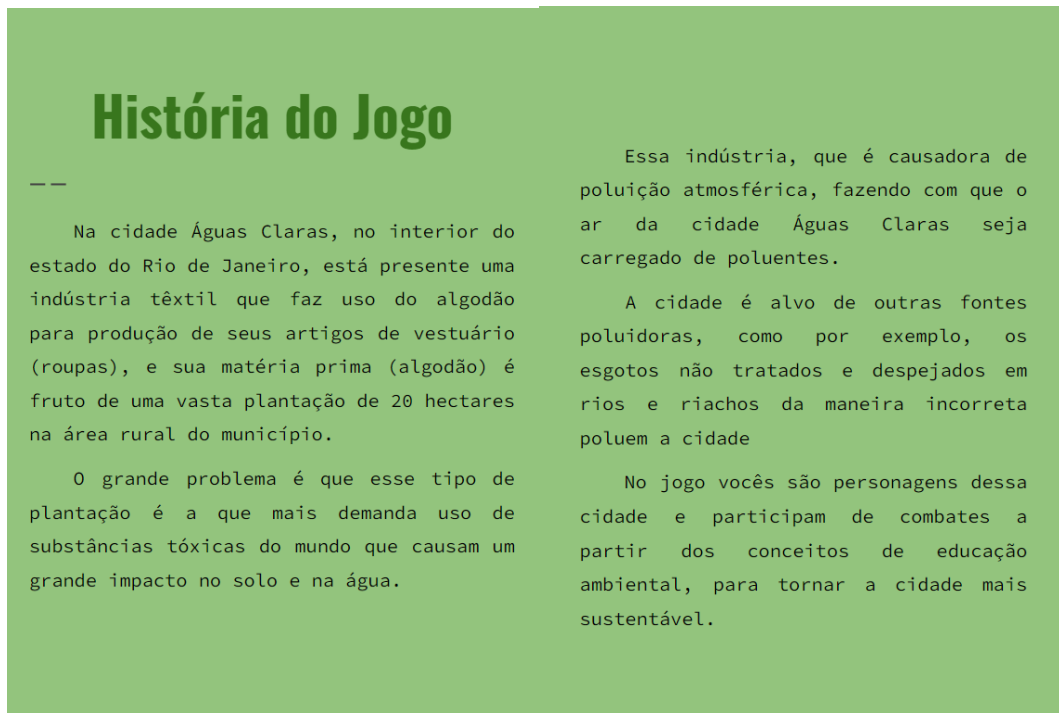 História do Jogo
Na cidade Águas Claras, no interior do
estado do Rio de Janeiro, está presente uma
indústria têxtil que faz uso do algodão
para produção de seus artigos de vestuário
(roupas), e sua matéria prima (algodão) é
fruto de uma vasta plantação de 20 hectares
na área rural do município.
O grande problema é que esse tipo de
plantação é a que mais demanda uso de
substâncias tóxicas do mundo que causam um
grande impacto no solo e na água.
Essa indústria, que é causadora de
poluição atmosférica, fazendo com que o
ar da cidade Águas Claras seja
carregado de poluentes.
A cidade é alvo de outras fontes
poluidoras, como por exemplo, os
esgotos não tratados e despejados em
rios e riachos da maneira incorreta
poluem a cidade
No jogo vocês são personagens dessa
cidade e participam de combates a
partir dos conceitos de educação
ambiental, para tornar a cidade mais
sustentável.